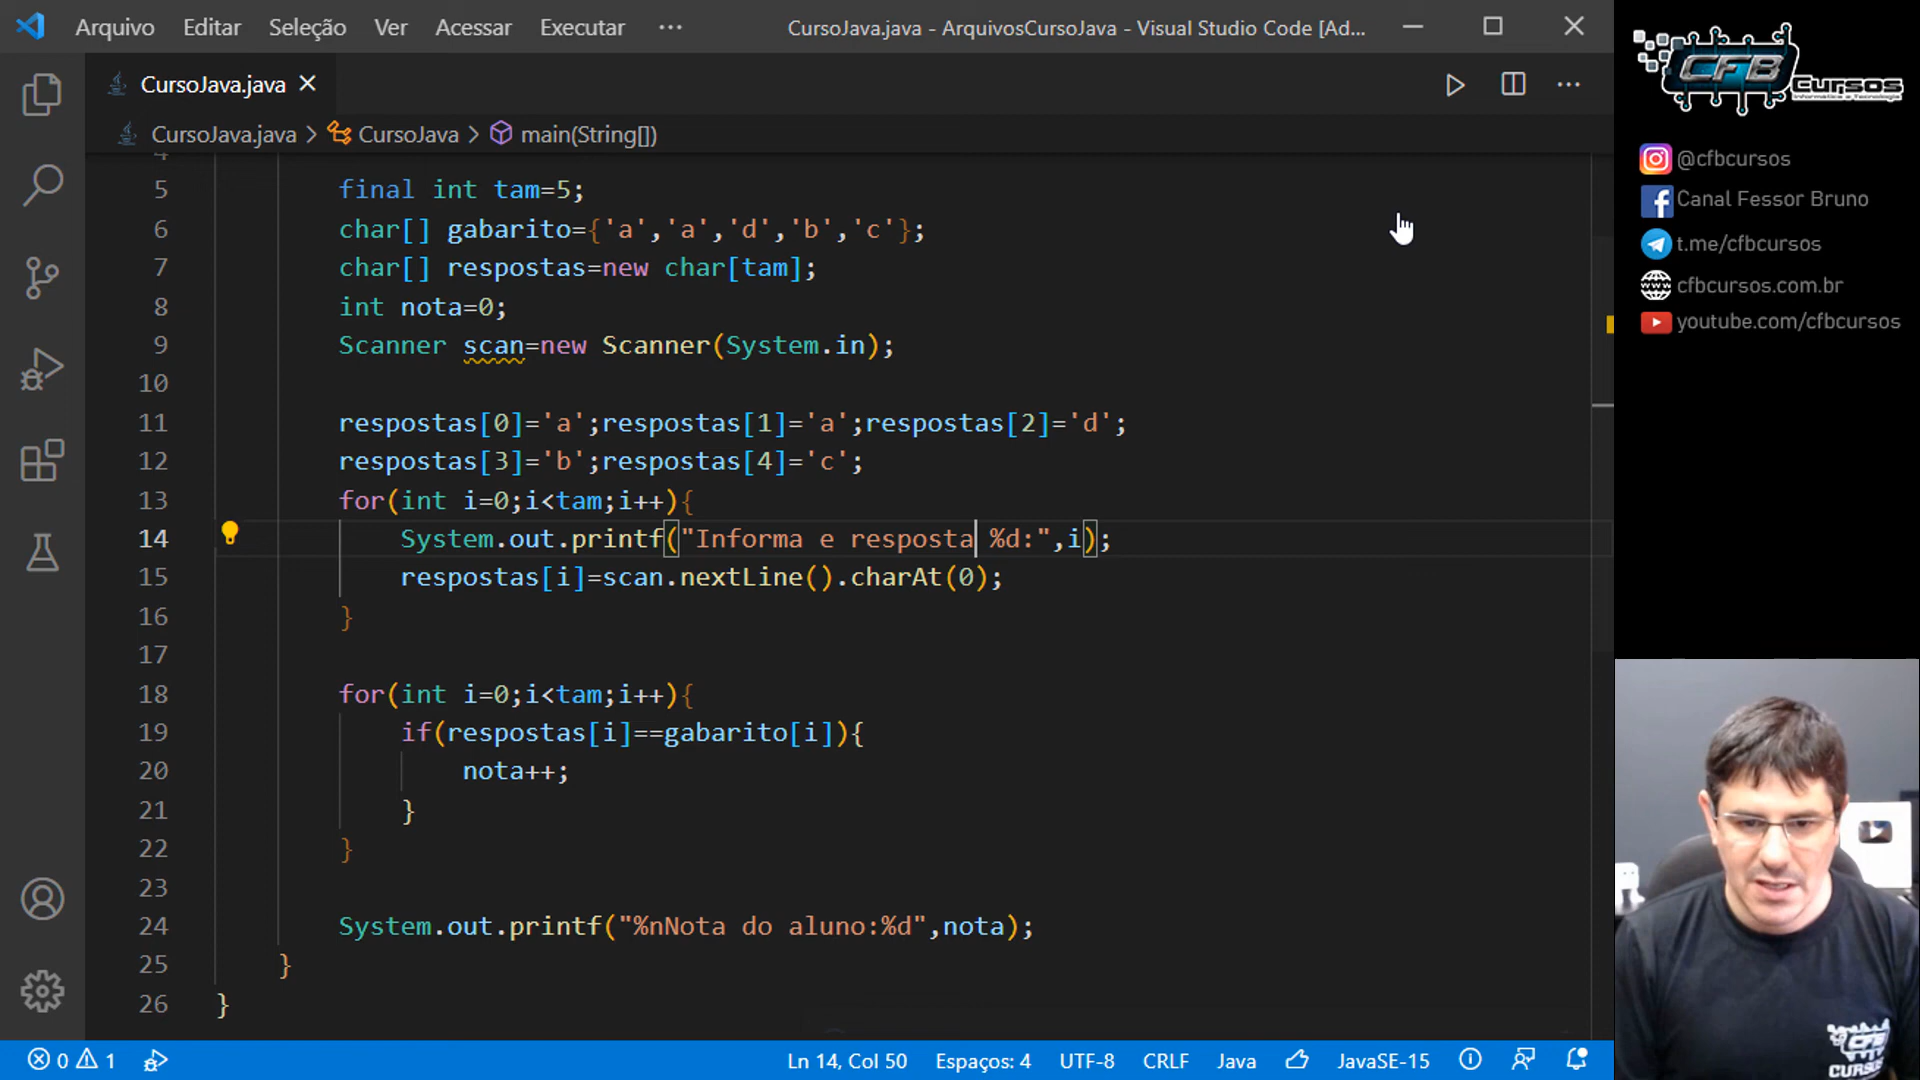 Arquivo Editar Seleção Ver Acessar Executar ··· CursoJava.java - ArquivosCursoJava - Visual Studio Code [Ad...
CursoJava.java
CursoJava.java > CursoJava > main(String[])
4
5 final int tam=5;
6 char[] gabarito={'a','a','d','b','c'};
7 char[] respostas=new char[tam];
8 int nota=0;
9 Scanner scan=new Scanner(System.in);
10
11 respostas[0]='a';respostas[1]='a';respostas[2]='d';
12 respostas[3]='b';respostas[4]='c';
13 for(int i=0;i<tam;i++){
14 System.out.printf("Informa e resposta %d:",i);
15 respostas[i]=scan.nextLine().charAt(0);
16 }
17
18 for(int i=0;i<tam;i++){
19 if(respostas[i]==gabarito[i]){
20 nota++;
21 }
22 }
23
24 System.out.printf("%nNota do aluno:%d",nota);
25 }
26 }
0 1 Ln 14, Col 50 Espaços: 4 UTF-8 CRLF Java JavaSE-15
CFB Cursos
Informática e Tecnologia
@cfbcursos
Canal Fessor Bruno
t.me/cfbcursos
www cfbcursos.com.br
youtube.com/cfbcursos
CFB
CURSOS